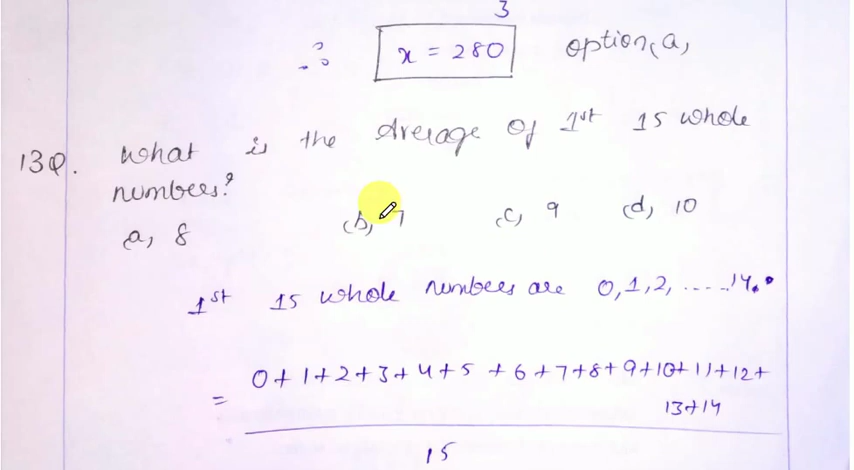 3
∴ x = 280 option(a,
13Q. What is the Average of 1st 15 whole
numbers?
a, 8 (b, 7 (c, 9 (d, 10
1st 15 whole numbers are 0,1,2, ..... 14.
= 0+1+2+3+4+5+6+7+8+9+10+11+12+
13+14
15